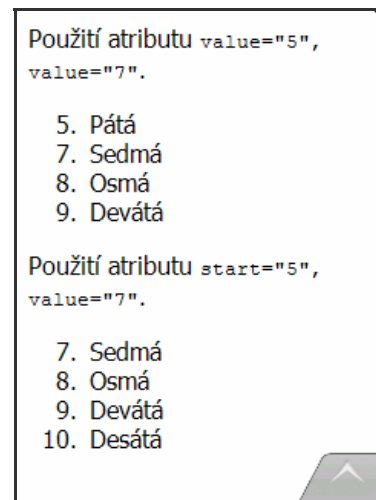 Použití atributu value="5",
value="7".
5. Pátá
7. Sedmá
8. Osmá
9. Devátá
Použití atributu start="5",
value="7".
7. Sedmá
8. Osmá
9. Devátá
10. Desátá